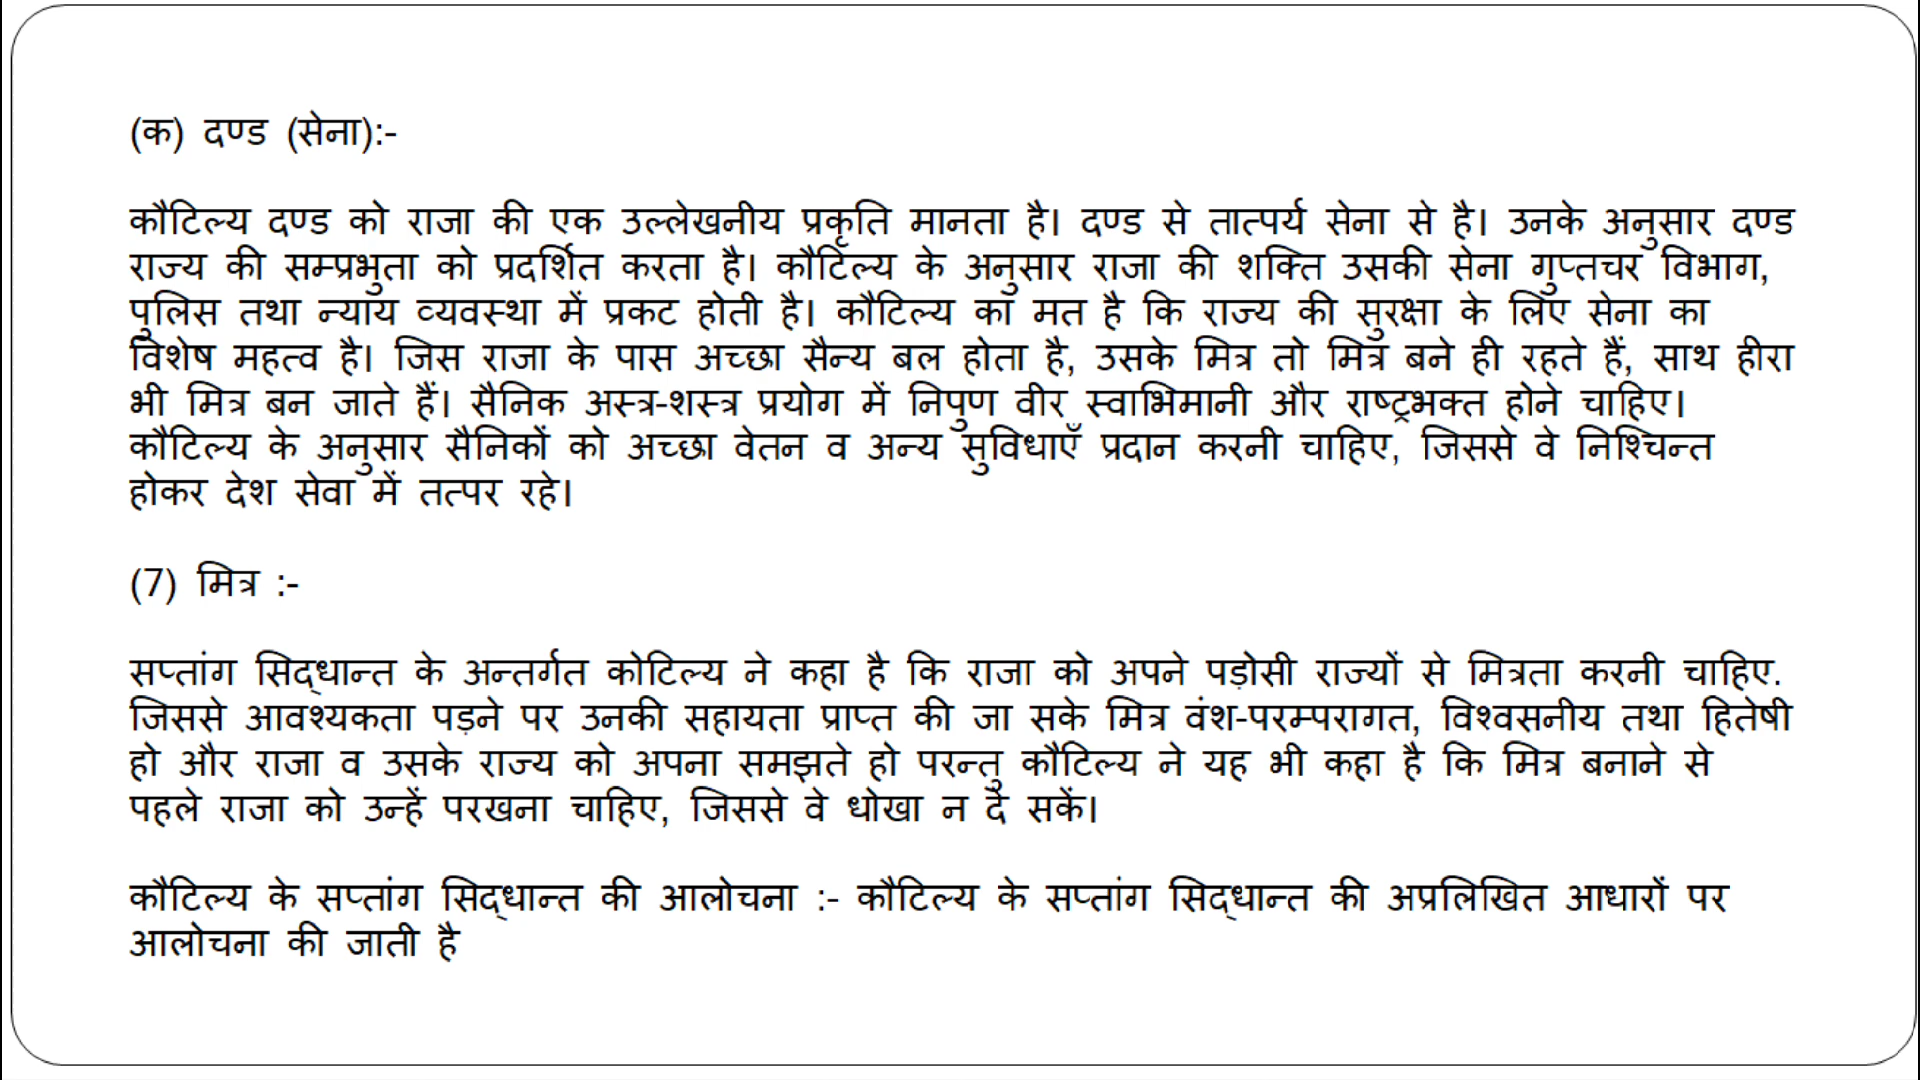 (क) दण्ड (सेना):-
कौटिल्य दण्ड को राजा की एक उल्लेखनीय प्रकृति मानता है। दण्ड से तात्पर्य सेना से है। उनके अनुसार दण्ड
राज्य की सम्प्रभुता को प्रदर्शित करता है। कौटिल्य के अनुसार राजा की शक्ति उसकी सेना गुप्तचर विभाग,
पुलिस तथा न्याय व्यवस्था में प्रकट होती है। कौटिल्य का मत है कि राज्य की सुरक्षा के लिए सेना का
विशेष महत्व है। जिस राजा के पास अच्छा सैन्य बल होता है, उसके मित्र तो मित्र बने ही रहते हैं, साथ हीरा
भी मित्र बन जाते हैं। सैनिक अस्त्र-शस्त्र प्रयोग में निपुण वीर स्वाभिमानी और राष्ट्रभक्त होने चाहिए।
कौटिल्य के अनुसार सैनिकों को अच्छा वेतन व अन्य सुविधाएँ प्रदान करनी चाहिए, जिससे वे निश्चिन्त
होकर देश सेवा में तत्पर रहे।
(7) मित्र :-
सप्तांग सिद्धान्त के अन्तर्गत कोटिल्य ने कहा है कि राजा को अपने पड़ोसी राज्यों से मित्रता करनी चाहिए.
जिससे आवश्यकता पड़ने पर उनकी सहायता प्राप्त की जा सके मित्र वंश-परम्परागत, विश्वसनीय तथा हितेषी
हो और राजा व उसके राज्य को अपना समझते हो परन्तु कौटिल्य ने यह भी कहा है कि मित्र बनाने से
पहले राजा को उन्हें परखना चाहिए, जिससे वे धोखा न दे सकें।
कौटिल्य के सप्तांग सिद्धान्त की आलोचना :- कौटिल्य के सप्तांग सिद्धान्त की अप्रलिखित आधारों पर
आलोचना की जाती है